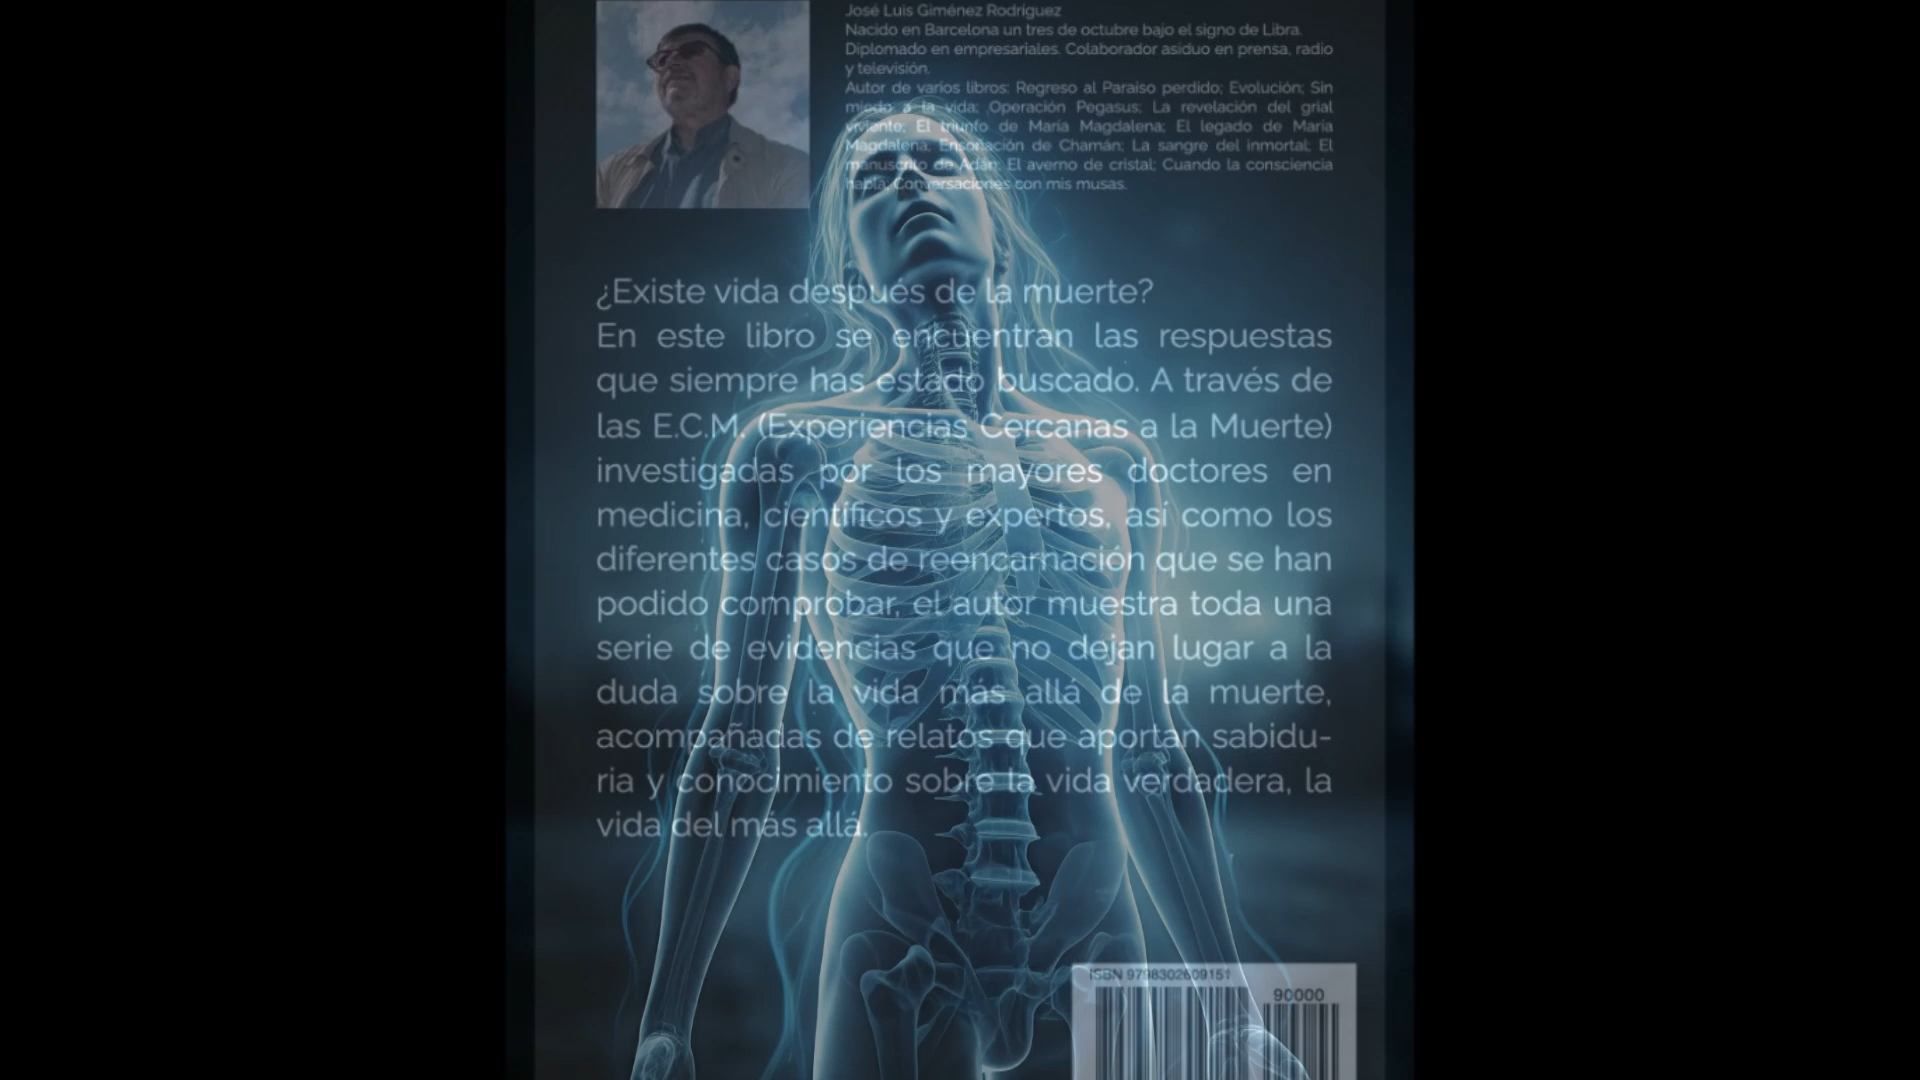 José Luis Giménez Rodríguez
Nacido en Barcelona un tres de octubre bajo el signo de Libra.
Diplomado en empresariales. Colaborador asiduo en prensa, radio
y televisión.
Autor de varios libros: Regreso al Paraiso perdido; Evolución; Sin
miedo a la vida; Operación Pegasus; La revelación del grial
viviente; El triunfo de María Magdalena; El legado de María
Magdalena; Ensoñación de Chamán; La sangre del inmortal; El
manuscrito de Adán; El averno de cristal; Cuando la consciencia
habla; Conversaciones con mis musas.
¿Existe vida después de la muerte?
En este libro se encuentran las respuestas
que siempre has estado buscado. A través de
las E.C.M. (Experiencias Cercanas a la Muerte)
investigadas por los mayores doctores en
medicina, científicos y expertos, así como los
diferentes casos de reencarnación que se han
podido comprobar, el autor muestra toda una
serie de evidencias que no dejan lugar a la
duda sobre la vida más allá de la muerte,
acompañadas de relatos que aportan sabidu-
ria y conocimiento sobre la vida verdadera, la
vida del más allá.
ISBN 9798302609151
90000